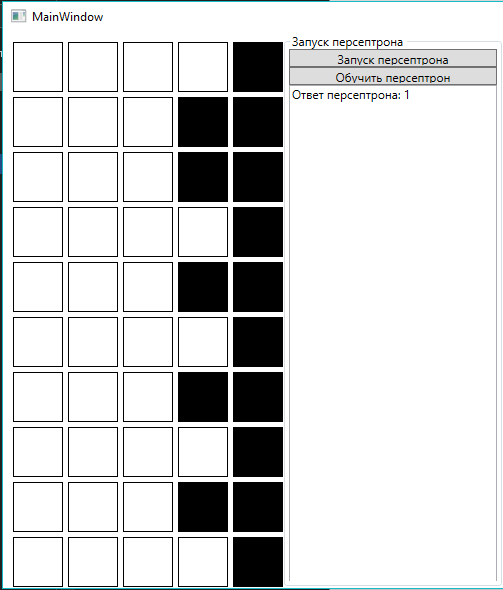 MainWindow
Запуск персептрона
Запуск персептрона
Обучить персептрон
Ответ персептрона: 1